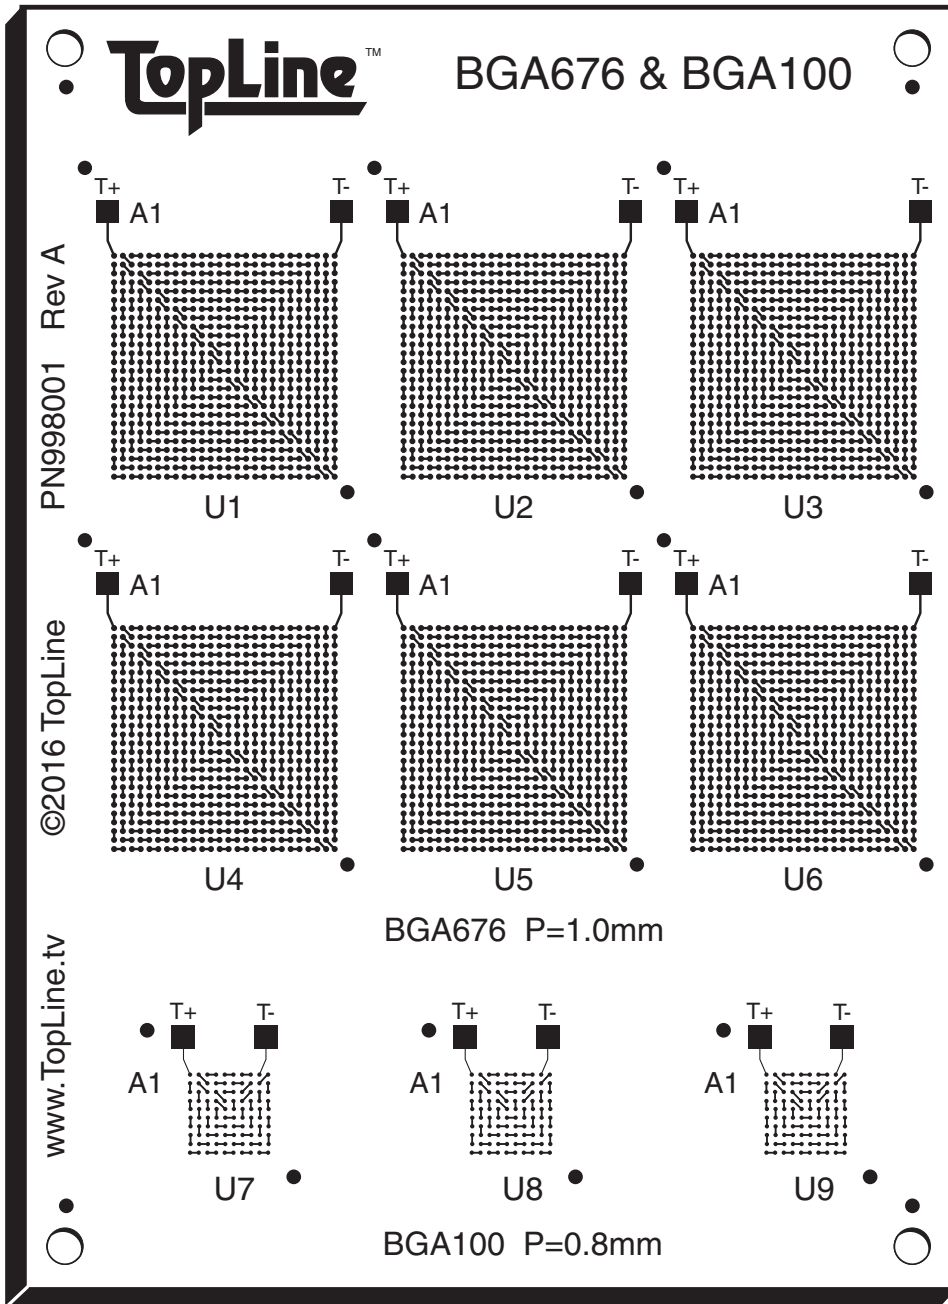 TopLine™
BGA676 & BGA100
T+ A1 T-
T+ A1 T-
T+ A1 T-
U1
U2
U3
PN998001 Rev A
T+ A1 T-
T+ A1 T-
T+ A1 T-
U4
U5
U6
©2016 TopLine
BGA676 P=1.0mm
T+ T-
A1
T+ T-
A1
T+ T-
A1
U7
U8
U9
www.TopLine.tv
BGA100 P=0.8mm